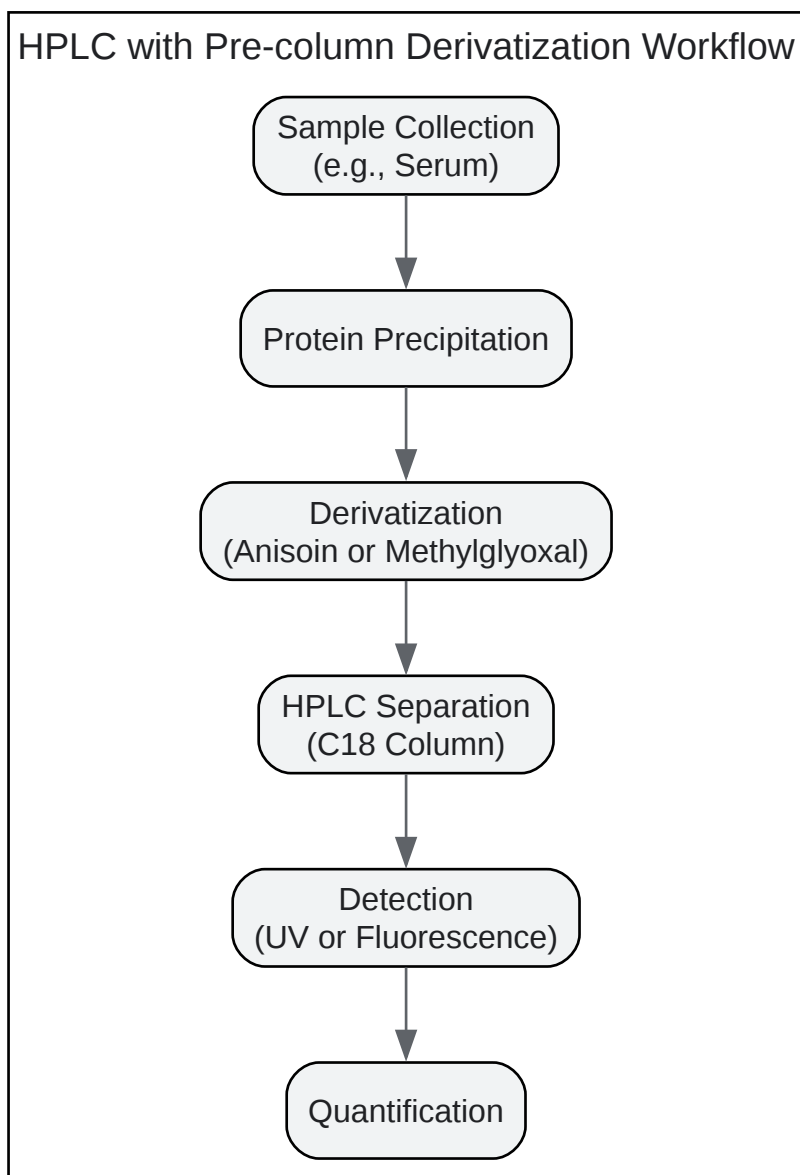 HPLC with Pre-column Derivatization Workflow
Sample Collection
(e.g., Serum)
Protein Precipitation
Derivatization
(Anisoin or Methylglyoxal)
HPLC Separation
(C18 Column)
Detection
(UV or Fluorescence)
Quantification